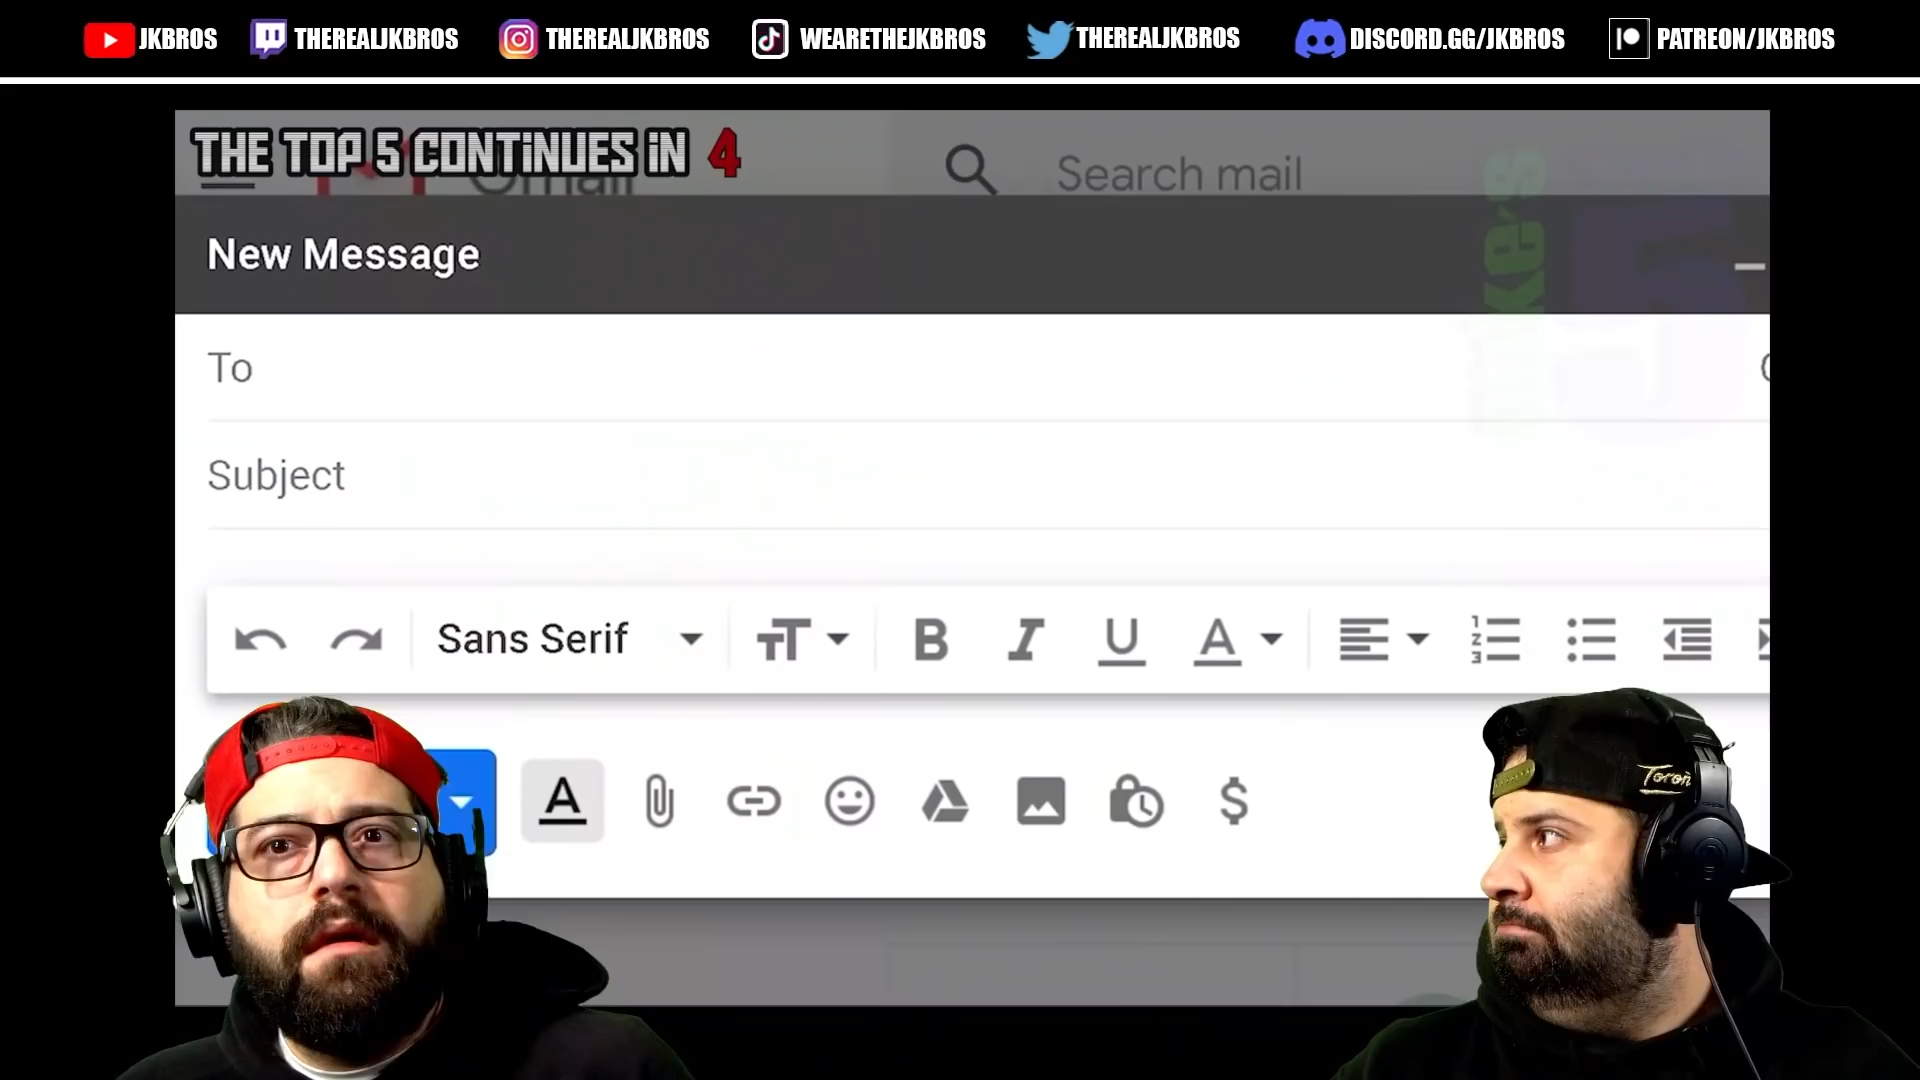 JKBROS THEREALJKBROS THEREALJKBROS WEARETHEJKBROS THEREALJKBROS DISCORD.GG/JKBROS PATREON/JKBROS
THE TOP 5 CONTINUES IN 4
Gmail Search mail
New Message
To
Subject
Sans Serif
Toron